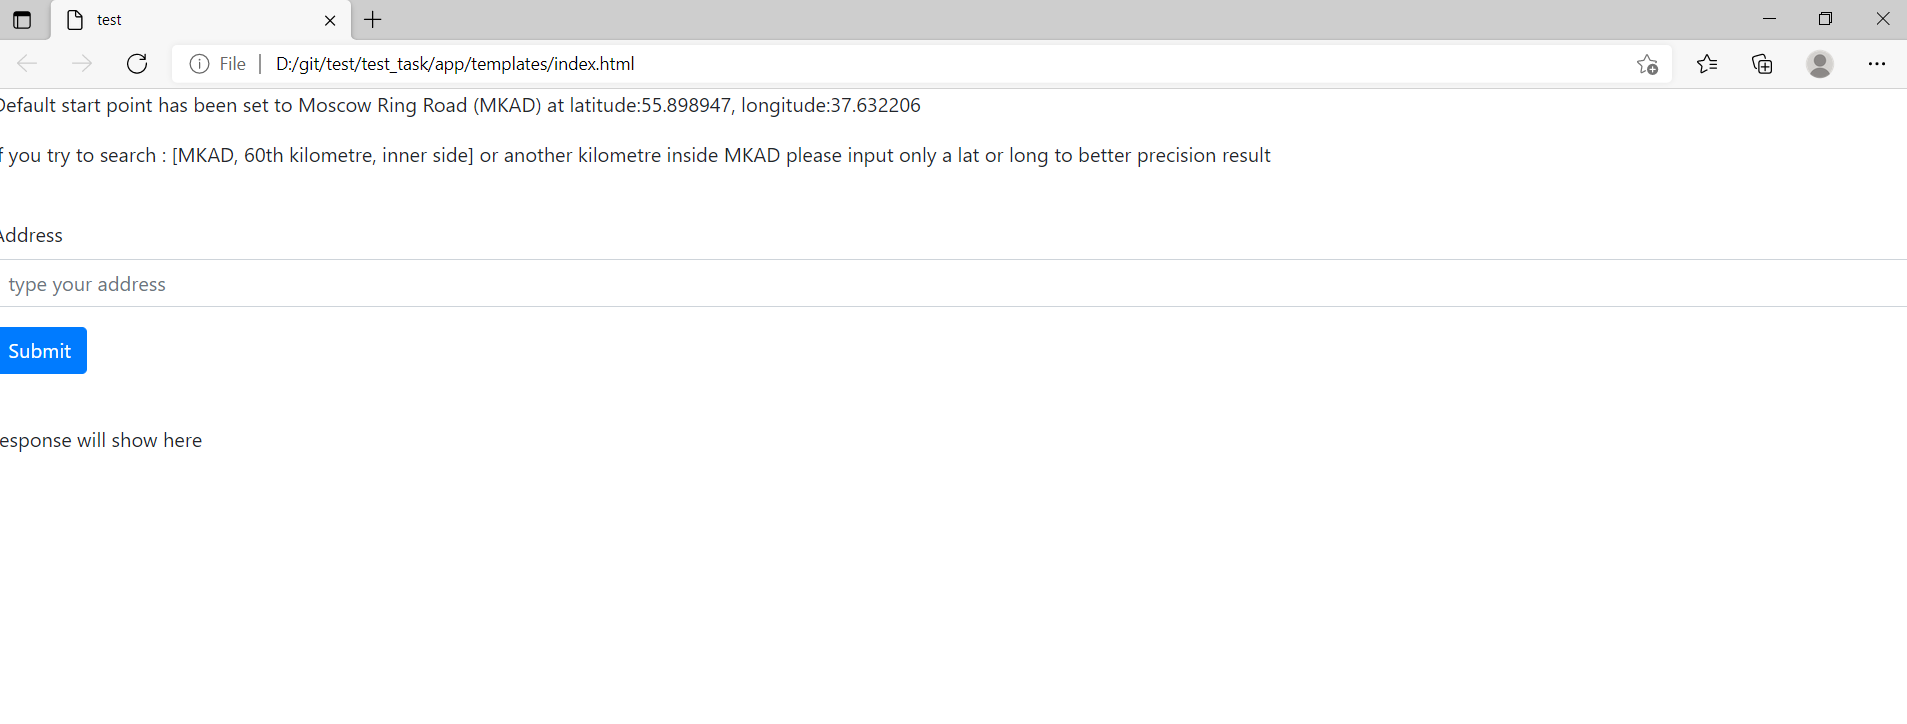 test
File
D:/git/test/test_task/app/templates/index.html
Default start point has been set to Moscow Ring Road (MKAD) at latitude:55.898947, longitude:37.632206
f you try to search : [MKAD, 60th kilometre, inner side] or another kilometre inside MKAD please input only a lat or long to better precision result
Address
type your address
Submit
esponse will show here